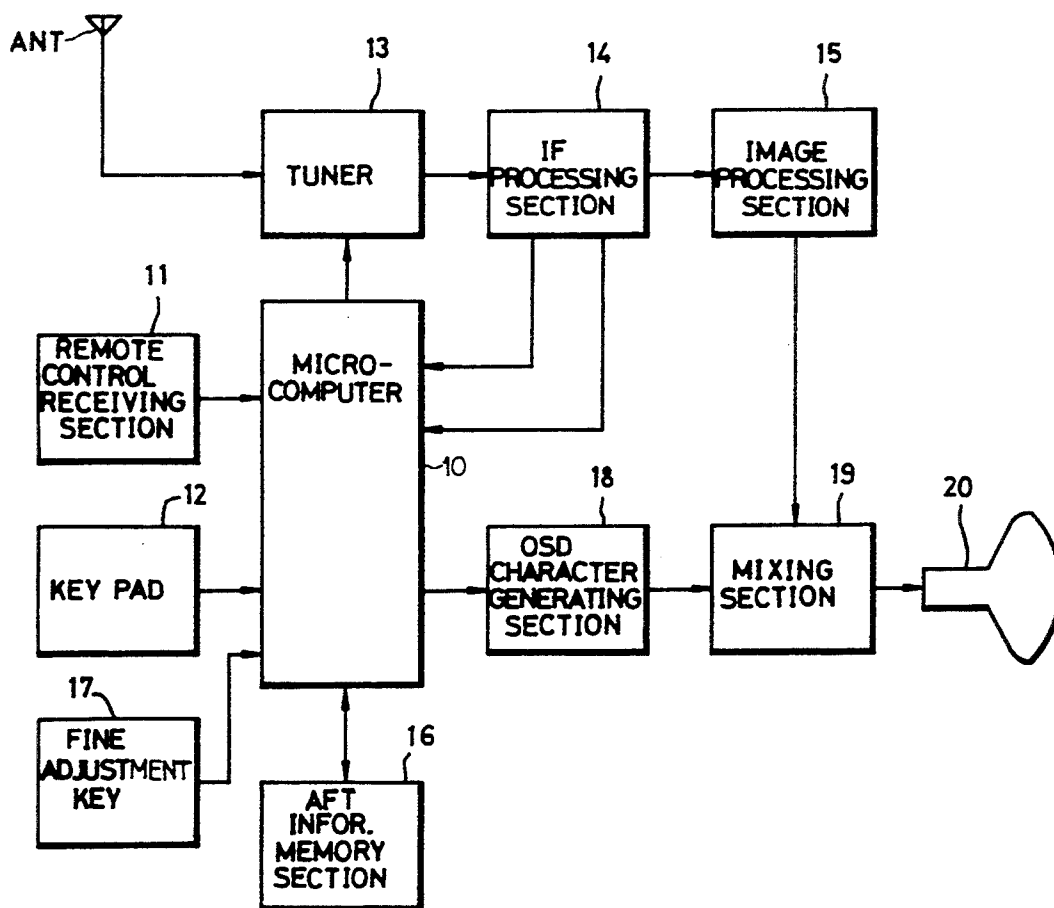 ANT
13
TUNER
14
IF
PROCESSING
SECTION
15
IMAGE
PROCESSING
SECTION
11
REMOTE
CONTROL
RECEIVING
SECTION
MICRO-
COMPUTER
10
12
KEY PAD
18
OSD
CHARACTER
GENERATING
SECTION
19
MIXING
SECTION
20
17
FINE
ADJUSTMENT
KEY
16
AFT
INFOR.
MEMORY
SECTION